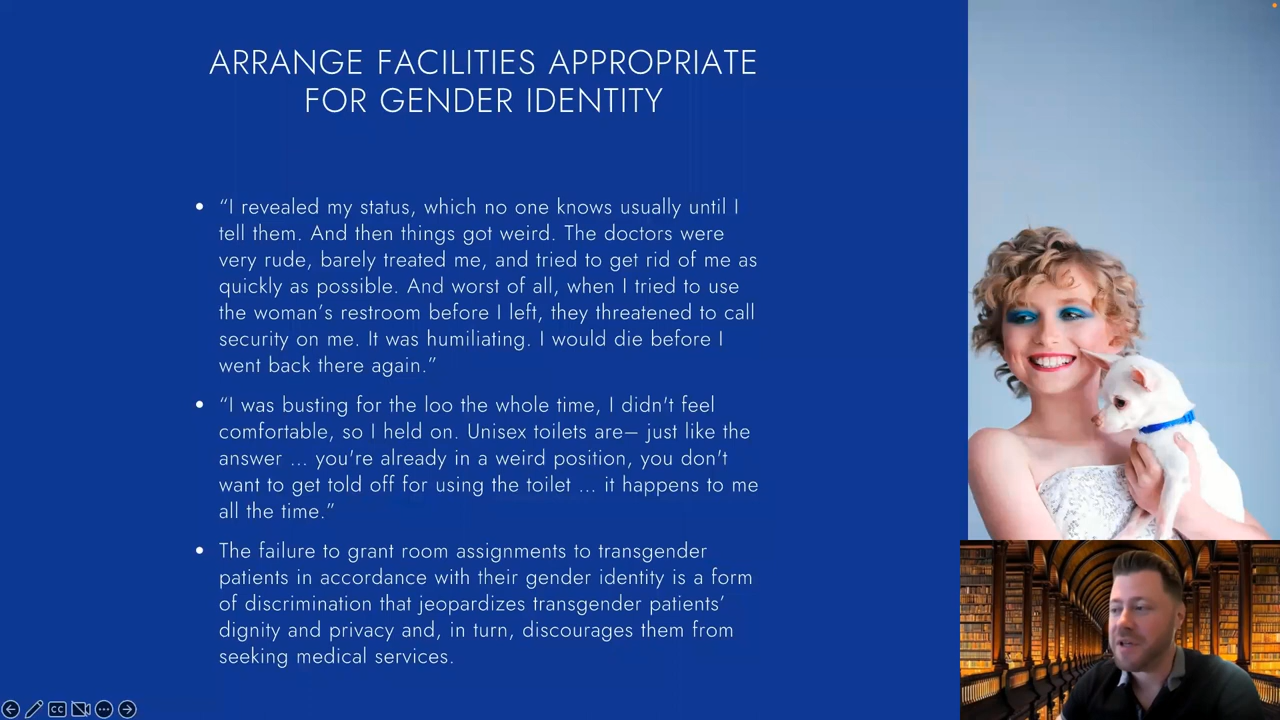 ARRANGE FACILITIES APPROPRIATE
FOR GENDER IDENTITY
• “I revealed my status, which no one knows usually until I
tell them. And then things got weird. The doctors were
very rude, barely treated me, and tried to get rid of me as
quickly as possible. And worst of all, when I tried to use
the woman’s restroom before I left, they threatened to call
security on me. It was humiliating. I would die before I
went back there again.”
• “I was busting for the loo the whole time, I didn't feel
comfortable, so I held on. Unisex toilets are– just like the
answer ... you're already in a weird position, you don't
want to get told off for using the toilet ... it happens to me
all the time.”
• The failure to grant room assignments to transgender
patients in accordance with their gender identity is a form
of discrimination that jeopardizes transgender patients’
dignity and privacy and, in turn, discourages them from
seeking medical services.
CC